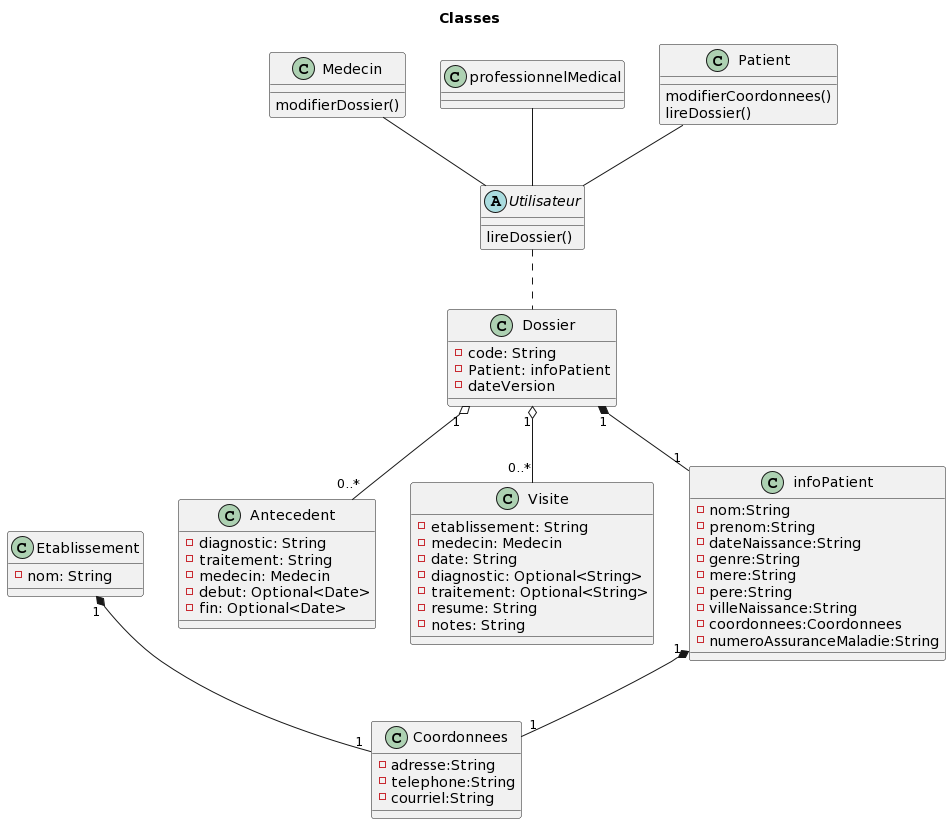 Classes
C Medecin
modifierDossier()
C professionnelMedical
C Patient
modifierCoordonnees()
lireDossier()
A Utilisateur
lireDossier()
C Dossier
code: String
Patient: infoPatient
dateVersion
1
1
1
0..*
0..*
1
C Antecedent
diagnostic: String
traitement: String
medecin: Medecin
debut: Optional<Date>
fin: Optional<Date>
C Visite
etablissement: String
medecin: Medecin
date: String
diagnostic: Optional<String>
traitement: Optional<String>
resume: String
notes: String
C infoPatient
nom:String
prenom:String
dateNaissance:String
genre:String
mere:String
pere:String
villeNaissance:String
coordonnees:Coordonnees
numeroAssuranceMaladie:String
C Etablissement
nom: String
1
1
1
1
C Coordonnees
adresse:String
telephone:String
courriel:String